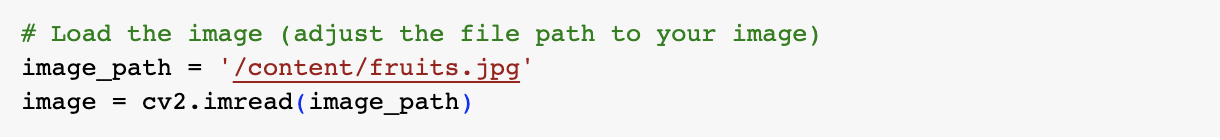 # Load the image (adjust the file path to your image)
image_path = '/content/fruits.jpg'
image = cv2.imread(image_path)